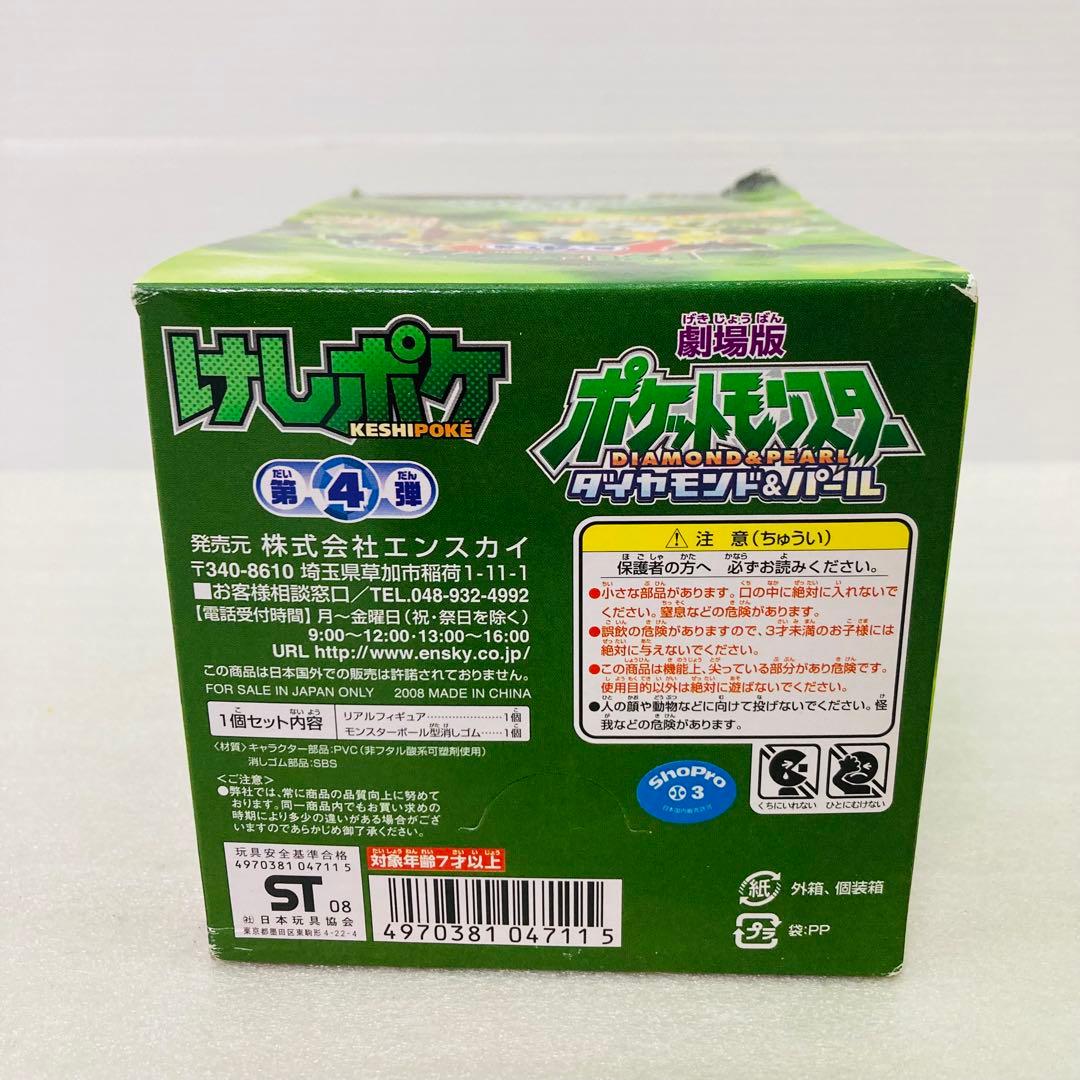 けしポケ
KESHIPOKÉ
第4弾
発売元 株式会社エンスカイ
〒340-8610 埼玉県草加市稲荷1-11-1
■お客様相談窓口/TEL.048-932-4992
【電話受付時間】月〜金曜日(祝・祭日を除く)
9:00〜12:00・13:00〜16:00
URL http://www.ensky.co.jp/
この商品は日本国外での販売は許諾されておりません。
FOR SALE IN JAPAN ONLY 2008 MADE IN CHINA
1個セット内容
リアルフィギュア……………………1個
モンスターボール型消しゴム……1個
〈材質〉キャラクター部品:PVC(非フタル酸系可塑剤使用)
消しゴム部品:SBS
<ご注意>
●弊社では、常に商品の品質向上に努めて
おります。同一商品内でもお買い求めの
時期により多少の違いがある場合がござ
いますのであらかじめ御了承ください。
玩具安全基準合格
4970381 04711 5
ST 08
(社)日本玩具協会
東京都墨田区東駒形4-22-4
対象年齢7才以上
4970381 047115
劇場版
ポケットモンスター
DIAMOND&PEARL
ダイヤモンド&パール
注 意(ちゅうい)
保護者の方へ 必ずお読みください。
●小さな部品があります。口の中に絶対に入れないで
ください。窒息などの危険があります。
●誤飲の危険がありますので、3才未満のお子様には
絶対に与えないでください。
●この商品は機能上、尖っている部分があり危険です。
使用目的以外は絶対に遊ばないでください。
●人の顔や動物などに向けて投げないでください。怪
我などの危険があります。
ShoPro
3
日本国内販売許可
くちにいれない
ひとにむけない
紙 外箱、個装箱
プラ 袋:PP